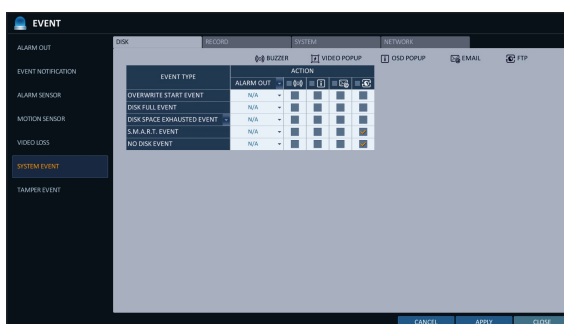 EVENT
ALARM OUT
EVENT NOTIFICATION
ALARM SENSOR
MOTION SENSOR
VIDEO LOSS
SYSTEM EVENT
TAMPER EVENT
DISK RECORD SYSTEM NETWORK
BUZZER VIDEO POPUP OSD POPUP EMAIL FTP
EVENT TYPE ACTION
ALARM OUT
OVERWRITE START EVENT N/A
DISK FULL EVENT N/A
DISK SPACE EXHAUSTED EVENT N/A
S.M.A.R.T. EVENT N/A
NO DISK EVENT N/A
CANCEL APPLY CLOSE